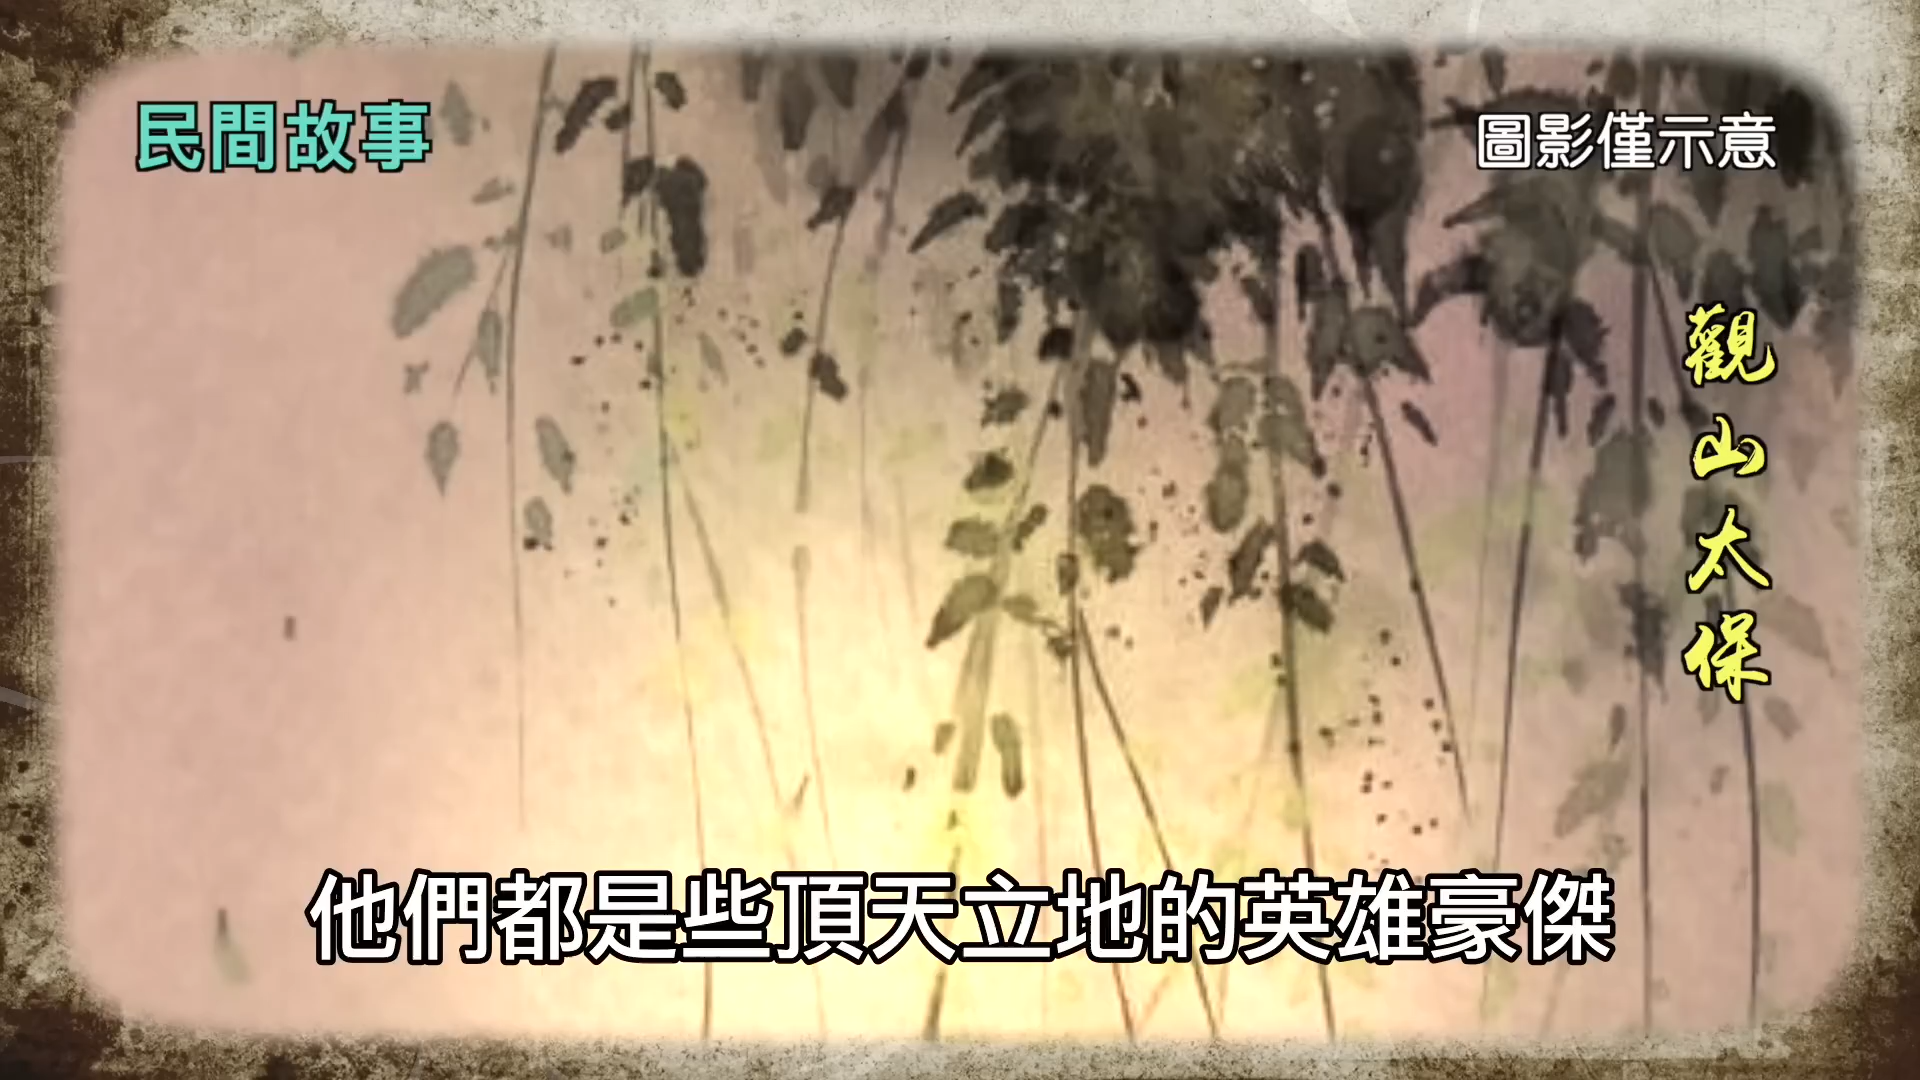 民間故事
圖影僅示意
觀山太保
他們都是些頂天立地的英雄豪傑